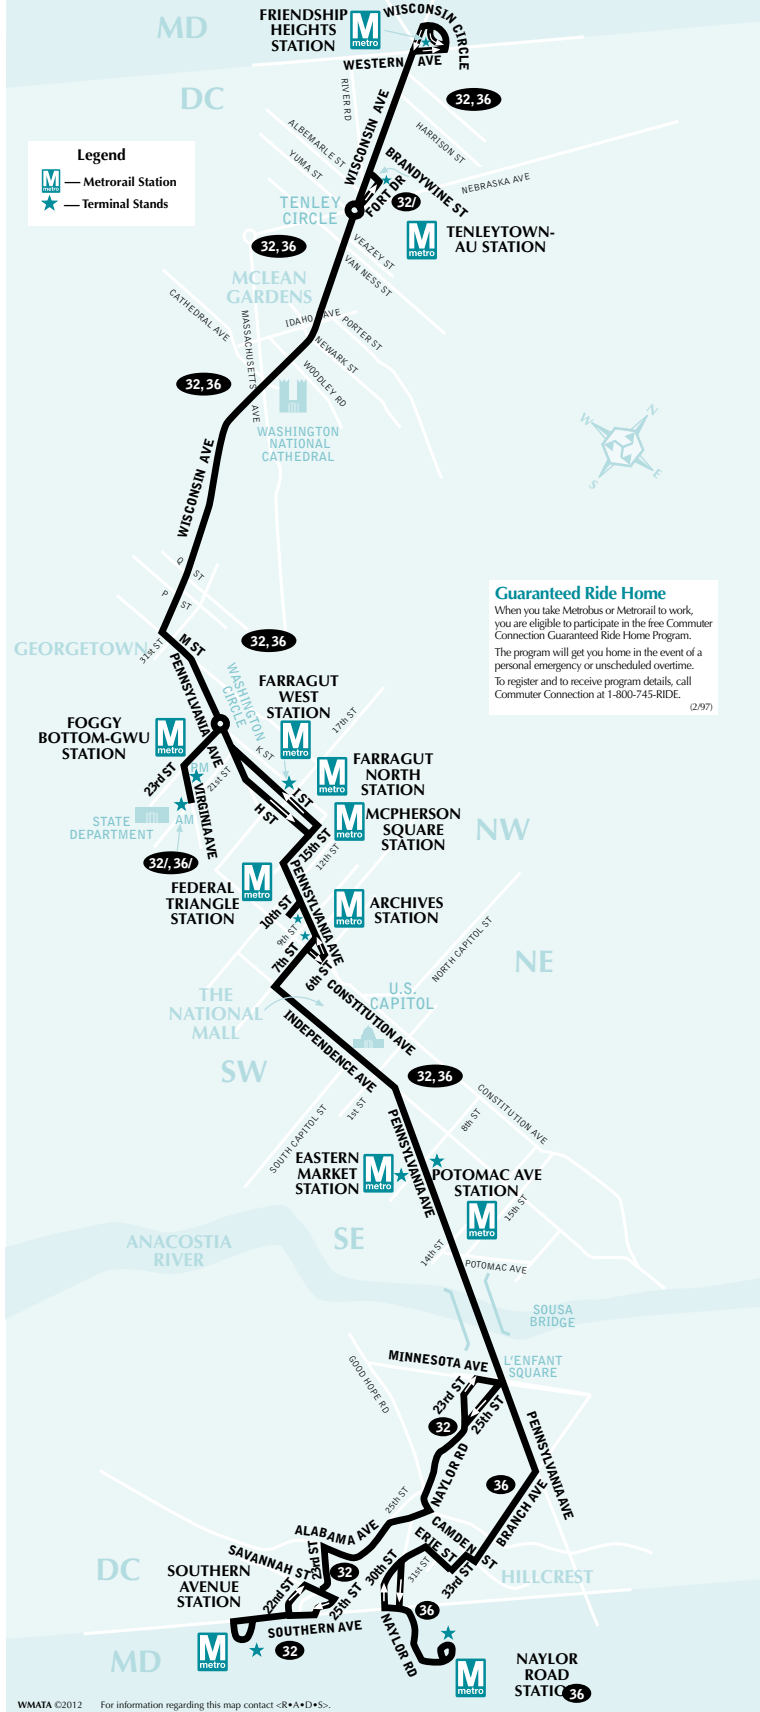 WISCONSIN CIRCLE
FRIENDSHIP
HEIGHTS
STATION
M
metro
MD
WESTERN AVE
DC
RIVER RD
32, 36
WISCONSIN AVE
HARRISON ST
ALBEMARLE ST
YUMA ST
BRANDYWINE ST
NEBRASKA AVE
FORT DR
32/
Legend
M
metro
— Metrorail Station
— Terminal Stands
TENLEY
CIRCLE
M
metro
TENLEYTOWN-
AU STATION
32, 36
VEAZEY ST
VAN NESS ST
MCLEAN
GARDENS
CATHEDRAL AVE
MASSACHUSETTS AVE
IDAHO AVE
PORTER ST
NEWARK ST
WOODLEY RD
32, 36
WASHINGTON
NATIONAL
CATHEDRAL
N
W
E
S
WISCONSIN AVE
Q ST
P ST
Guaranteed Ride Home
When you take Metrobus or Metrorail to work,
you are eligible to participate in the free Commuter
Connection Guaranteed Ride Home Program.
The program will get you home in the event of a
personal emergency or unscheduled overtime.
To register and to receive program details, call
Commuter Connection at 1-800-745-RIDE.
(2/97)
GEORGETOWN
31st ST
M ST
32, 36
PENNSYLVANIA AVE
WASHINGTON
CIRCLE
FARRAGUT
WEST
STATION
M
metro
17th ST
FOGGY
BOTTOM-GWU
STATION
M
metro
K ST
FARRAGUT
NORTH
STATION
M
metro
23rd ST
PM
21st ST
VIRGINIA AVE
I ST
H ST
STATE
DEPARTMENT
AM
MCPHERSON
SQUARE
STATION
M
metro
NW
15th ST
12th ST
32/, 36/
FEDERAL
TRIANGLE
STATION
M
metro
PENNSYLVANIA AVE
ARCHIVES
STATION
M
metro
10th ST
9th ST
7th ST
6th ST
NORTH CAPITOL ST
NE
CONSTITUTION AVE
U.S.
CAPITOL
THE
NATIONAL
MALL
INDEPENDENCE AVE
SW
32, 36
1st ST
SOUTH CAPITOL ST
PENNSYLVANIA AVE
8th ST
CONSTITUTION AVE
EASTERN
MARKET
STATION
M
metro
POTOMAC AVE
STATION
M
metro
15th ST
14th ST
SE
ANACOSTIA
RIVER
POTOMAC AVE
SOUSA
BRIDGE
MINNESOTA AVE
L'ENFANT
SQUARE
GOOD HOPE RD
23rd ST
25th ST
32
NAYLOR RD
PENNSYLVANIA AVE
36
BRANCH AVE
25th ST
ALABAMA AVE
CAMDEN ST
ERIE ST
SAVANNAH ST
23rd ST
32
30th ST
31st ST
33rd ST
HILLCREST
DC
SOUTHERN
AVENUE
STATION
22nd ST
25th ST
36
SOUTHERN AVE
32
NAYLOR RD
M
metro
MD
M
metro
NAYLOR
ROAD
36
WMATA ©2012 For information regarding this map contact <R•A•D•S>.